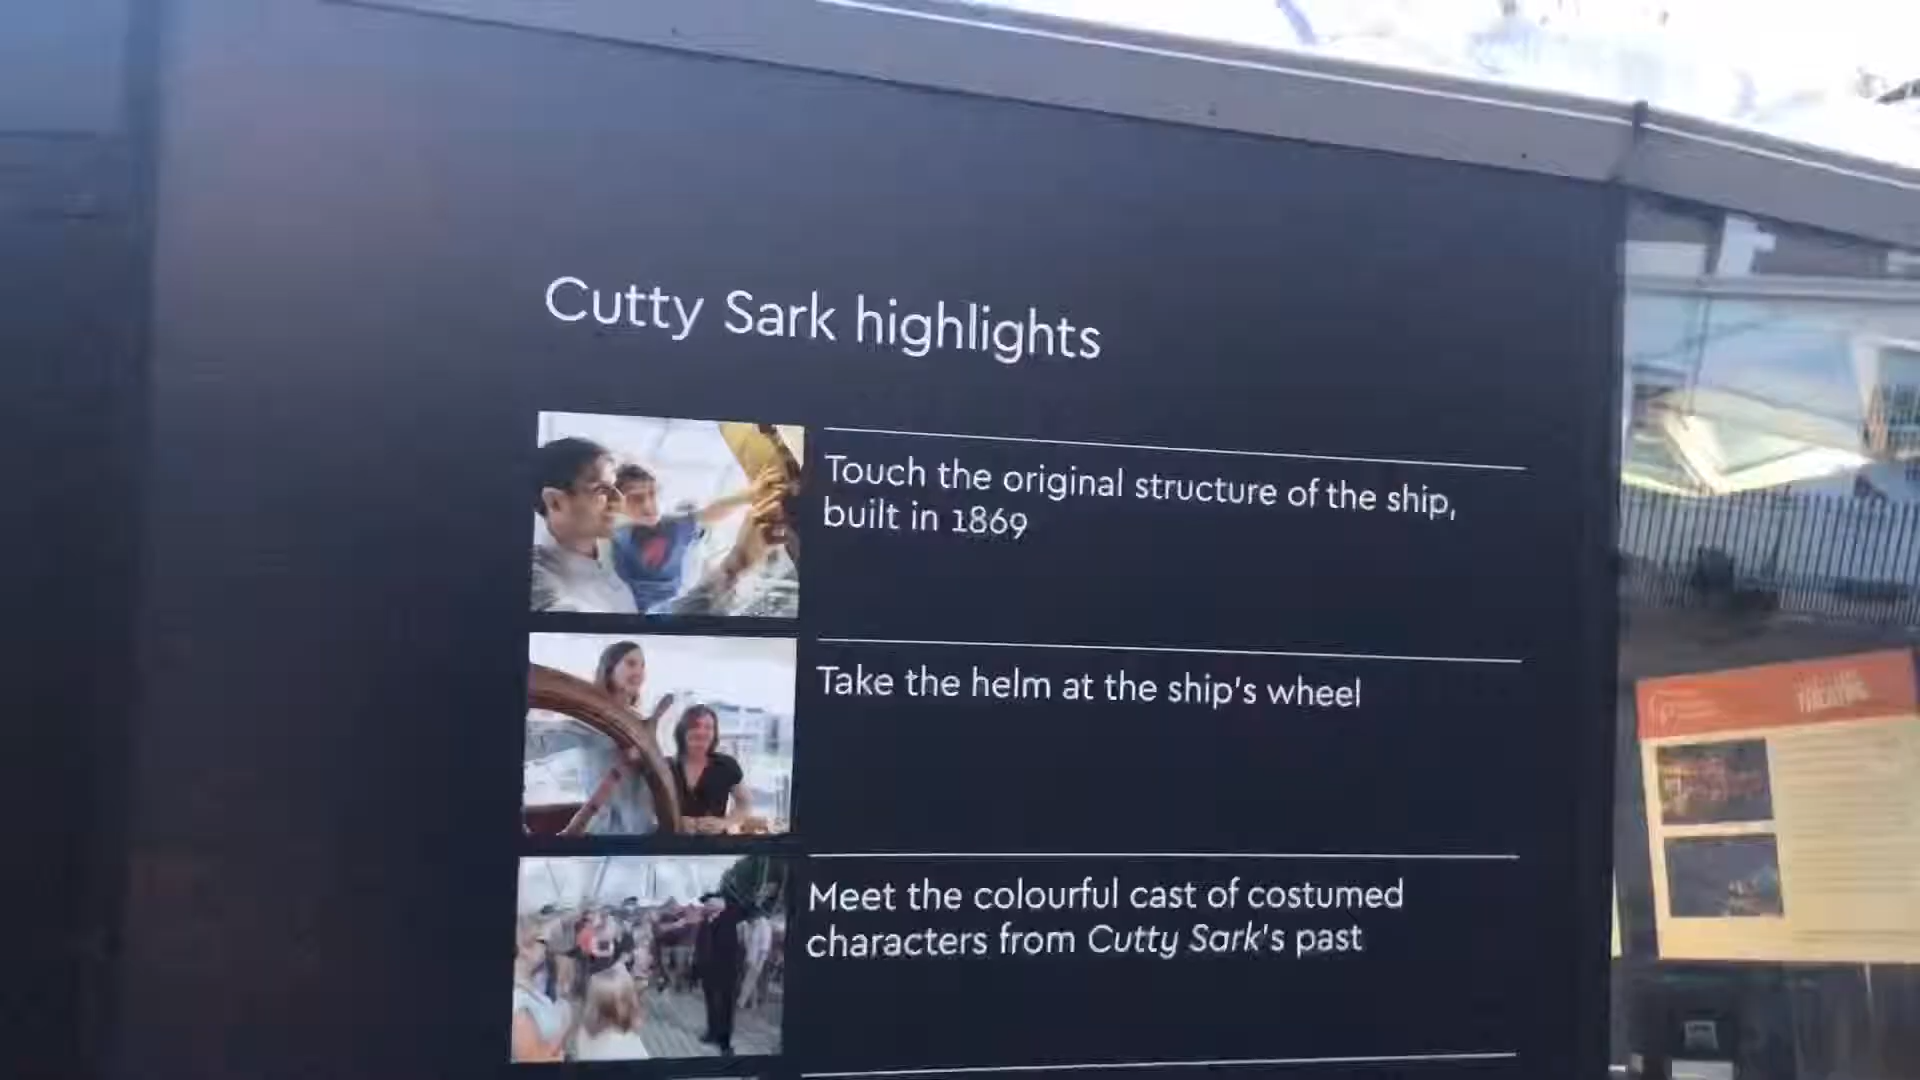 Cutty Sark highlights
Touch the original structure of the ship,
built in 1869
Take the helm at the ship's wheel
Meet the colourful cast of costumed
characters from Cutty Sark's past